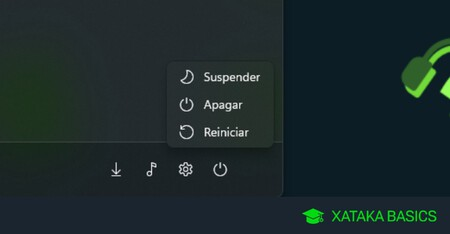 Suspender
Apagar
Reiniciar
XATAKA BASICS